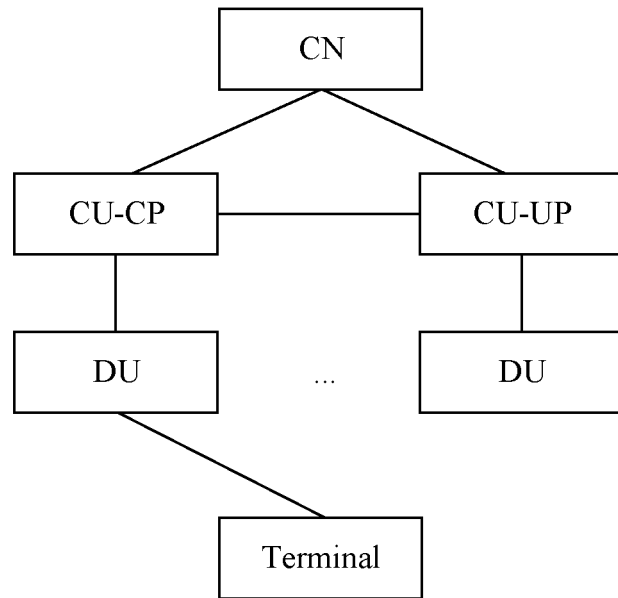 CN
CU-CP
CU-UP
DU
...
DU
Terminal